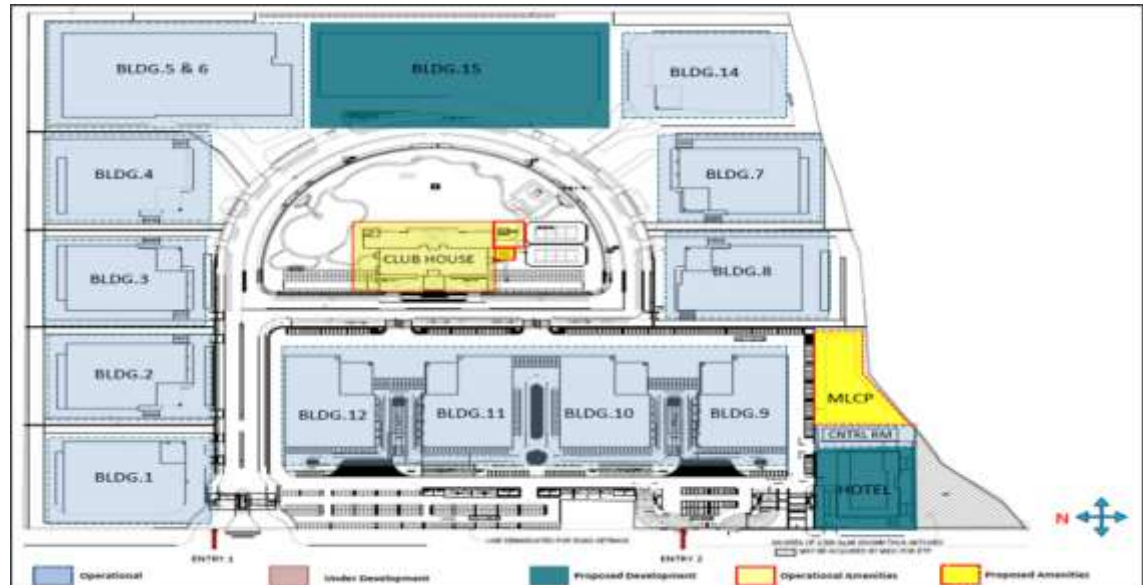 BLDG.5 & 6
BLDG.15
BLDG.14
BLDG.4
BLDG.7
CLUB HOUSE
BLDG.3
BLDG.8
BLDG.2
MLCP
BLDG.12
BLDG.11
BLDG.10
BLDG.9
CNTRL RM
BLDG.1
HOTEL
N
ENTRY 1
ENTRY 2
Operational
Under Development
Proposed Development
Operational Amenities
Proposed Amenities